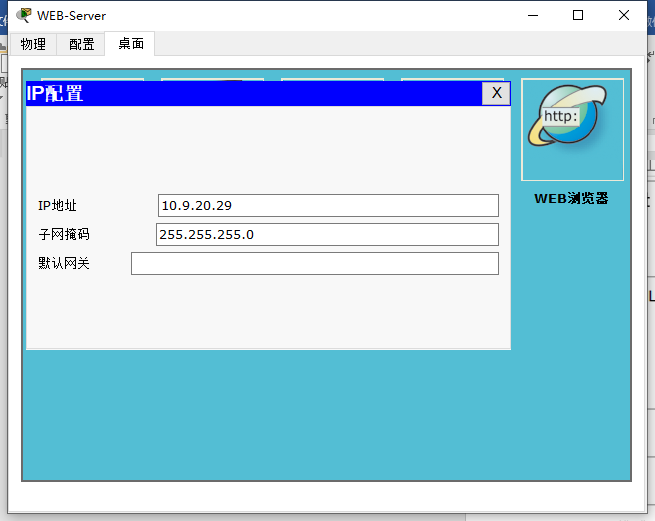 WEB-Server
物理 配置 桌面
IP配置 X
http:
WEB浏览器
IP地址 10.9.20.29
子网掩码 255.255.255.0
默认网关